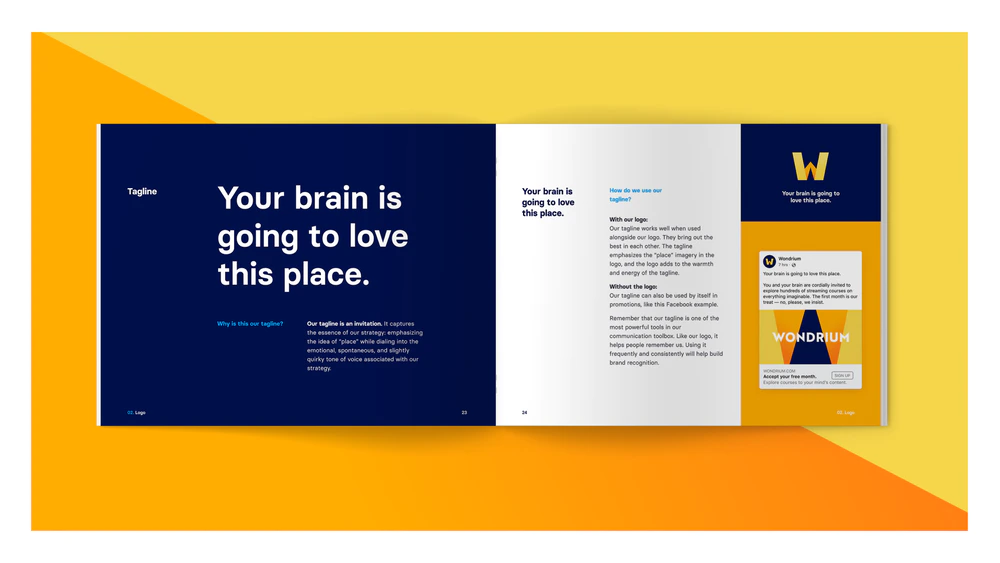 Tagline
Your brain is
going to love
this place.
Why is this our tagline?
Our tagline is an invitation. It captures
the essence of our strategy: emphasizing
the idea of "place" while dialing into the
emotional, spontaneous, and slightly
quirky tone of voice associated with our
strategy.
02. Logo
23
Your brain is
going to love
this place.
How do we use our
tagline?
With our logo:
Our tagline works well when used
alongside our logo. They bring out the
best in each other. The tagline
emphasizes the "place" imagery in the
logo, and the logo adds to the warmth
and energy of the tagline.
Without the logo:
Our tagline can also be used by itself in
promotions, like this Facebook example.
Remember that our tagline is one of the
most powerful tools in our
communication toolbox. Like our logo, it
helps people remember us. Using it
frequently and consistently will help build
brand recognition.
24
W
Your brain is going to
love this place.
W
Wondrium
7 hrs ·
Your brain is going to love this place.
You and your brain are cordially invited to
explore hundreds of streaming courses on
everything imaginable. The first month is our
treat — no, please, we insist.
WONDRIUM
WONDRIUM.COM
Accept your free month.
SIGN UP
Explore courses to your mind's content.
02. Logo